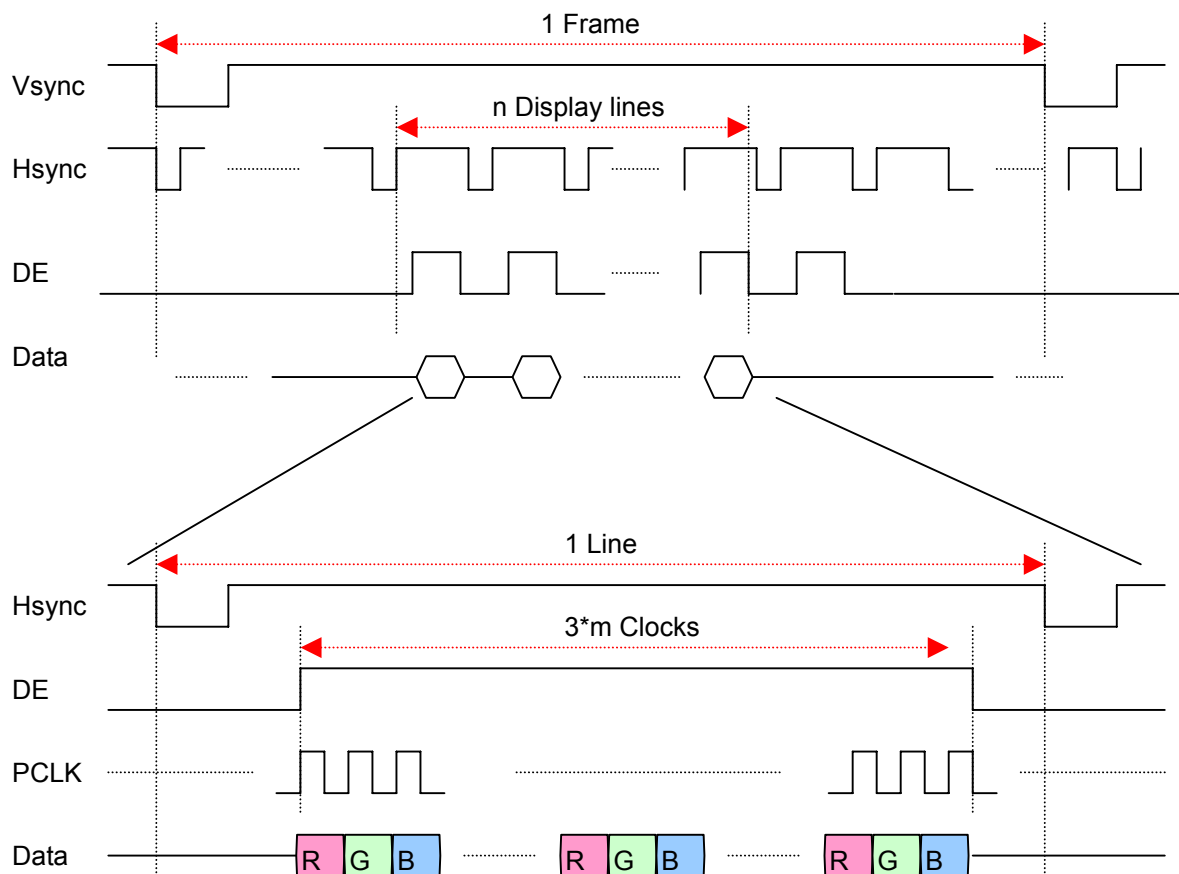 1 Frame
Vsync
n Display lines
Hsync
DE
Data
1 Line
Hsync
3*m Clocks
DE
PCLK
Data R G B R G B R G B